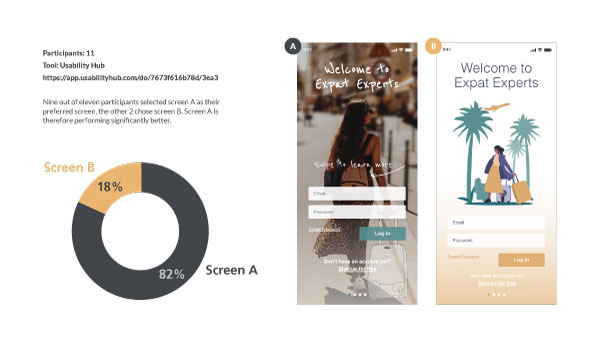 Participants: 11
Tool: Usability Hub
https://app.usabilityhub.com/do/7673f616b78d/3ea3
Nine out of eleven participants selected screen A as their
preferred screen, the other 2 chose screen B. Screen A is
therefore performing significantly better.
Screen B
18%
82%
Screen A
A
9:41
Welcome to
Expat Experts
Swipe to learn more
Email
Password
Forgot Password?
Log in
Don't have an account yet?
Sign up for free
B
9:41
Welcome to
Expat Experts
Email
Password
Forgot Password?
Log in
Don't have an account yet?
Sign up for free